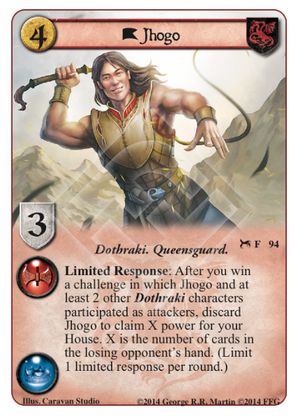 4
Jhogo
3
Dothraki. Queensguard.
F 94
Limited Response: After you win
a challenge in which Jhogo and at
least 2 other Dothraki characters
participated as attackers, discard
Jhogo to claim X power for your
House. X is the number of cards in
the losing opponent's hand. (Limit
1 limited response per round.)
Illus. Caravan Studio ©2014 George R.R. Martin ©2014 FFG